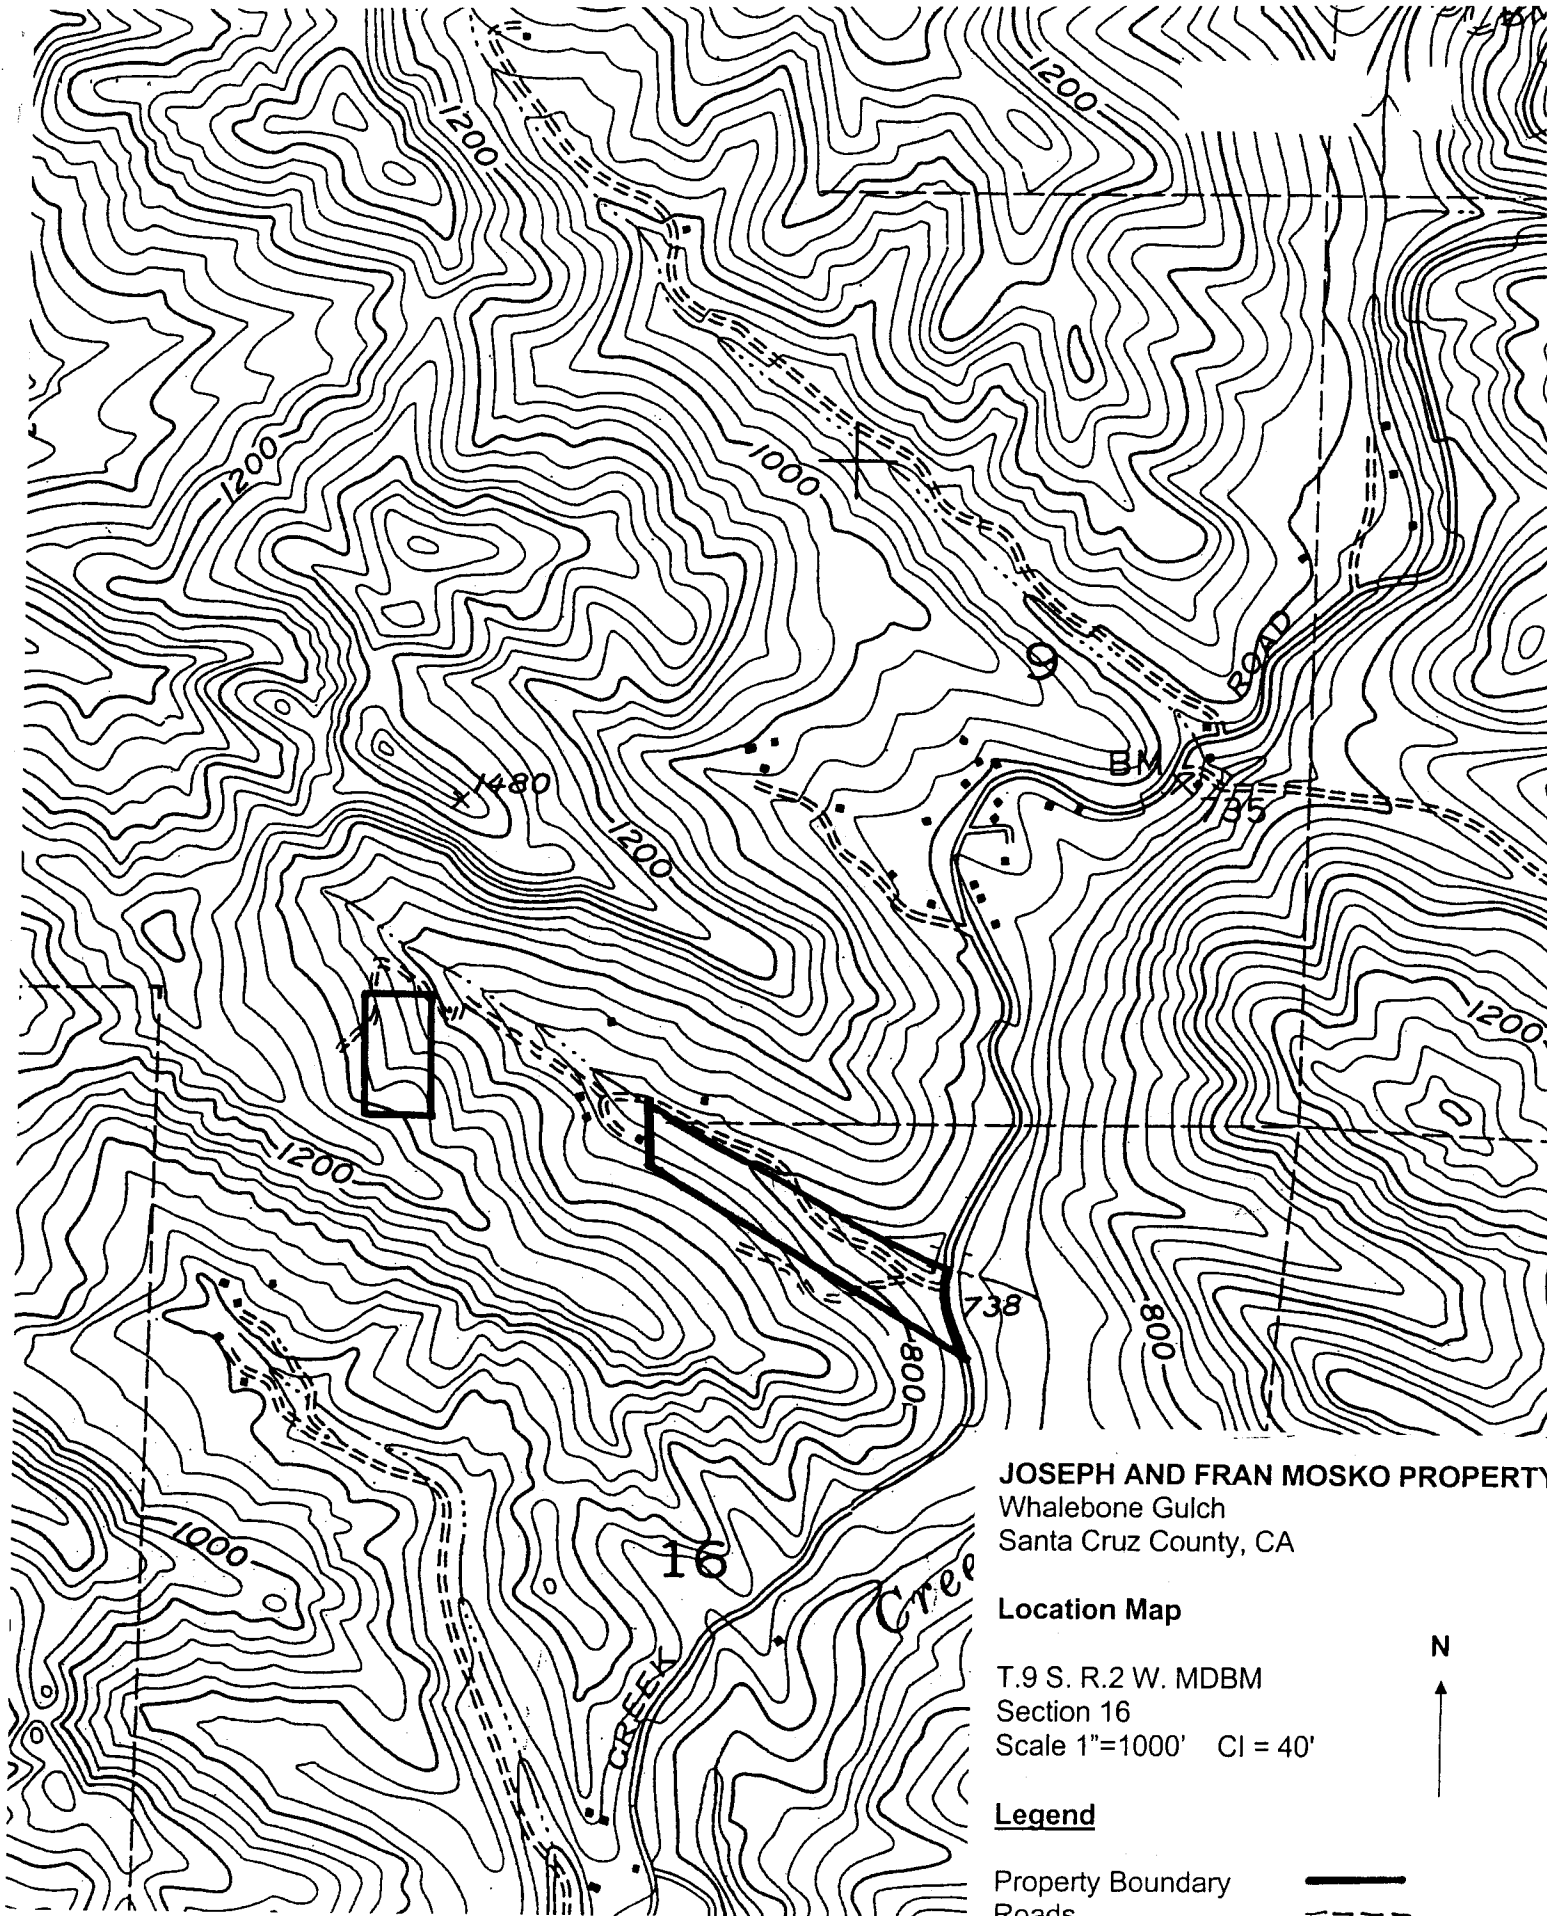 1200
1200
1200
1000
9
ROAD
BM
735
1480
1200
1200
1200
738
800
800
1000
16
CREEK
JOSEPH AND FRAN MOSKO PROPERTY
Whalebone Gulch
Santa Cruz County, CA
Location Map
N
T.9 S. R.2 W. MDBM
Section 16
Scale 1"=1000' CI = 40'
Legend
Property Boundary
Roads